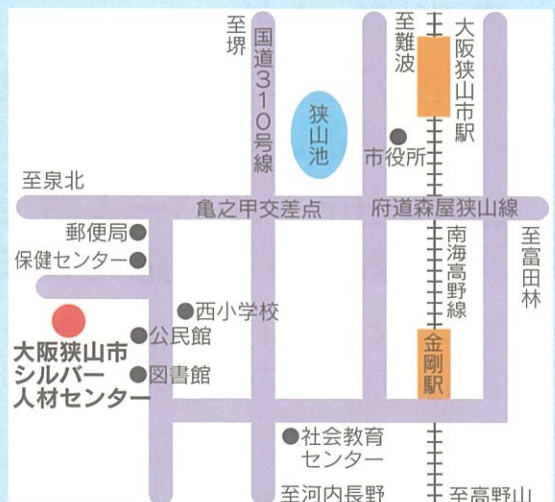 至堺
国道310号線
狭山池
至難波
大阪狭山市駅
市役所
至泉北
亀之甲交差点
府道森屋狭山線
郵便局
保健センター
南海高野線
至富田林
西小学校
公民館
大阪狭山市
シルバー
人材センター
図書館
金剛駅
社会教育
センター
至河内長野
至高野山